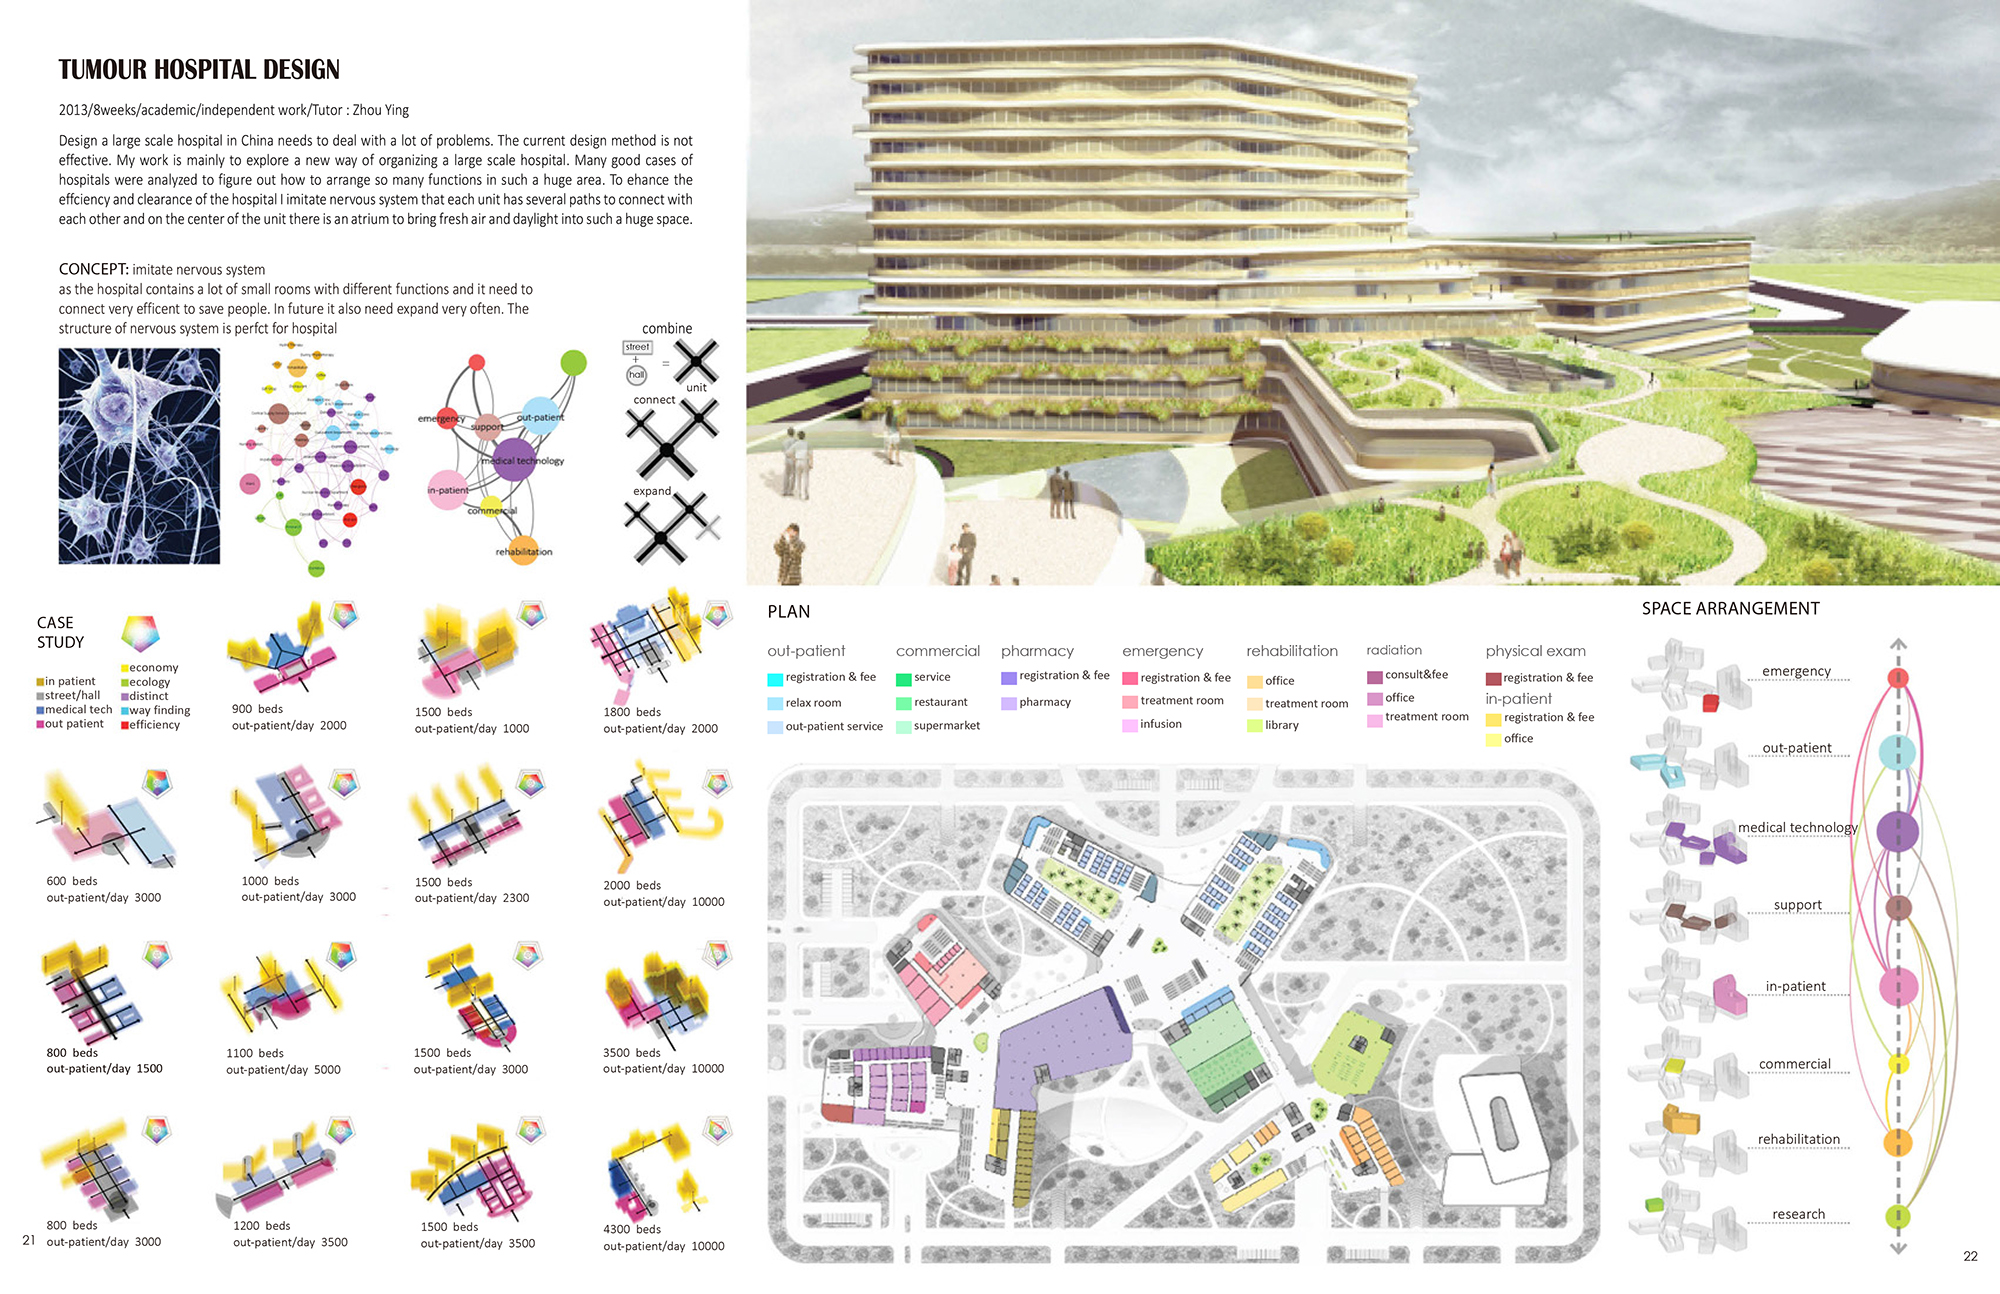 TUMOUR HOSPITAL DESIGN
2013/8weeks/academic/independent work/Tutor : Zhou Ying
Design a large scale hospital in China needs to deal with a lot of problems. The current design method is not
effective. My work is mainly to explore a new way of organizing a large scale hospital. Many good cases of
hospitals were analyzed to figure out how to arrange so many functions in such a huge area. To ehance the
effciency and clearance of the hospital I imitate nervous system that each unit has several paths to connect with
each other and on the center of the unit there is an atrium to bring fresh air and daylight into such a huge space.
CONCEPT: imitate nervous system
as the hospital contains a lot of small rooms with different functions and it need to
connect very efficent to save people. In future it also need expand very often. The
structure of nervous system is perfct for hospital
emergency
support
out-patient
medical technology
in-patient
commercial
rehabilitation
combine
street
+
hall
=
unit
connect
expand
CASE
STUDY
in patient
street/hall
medical tech
out patient
economy
ecology
distinct
way finding
efficiency
900 beds
out-patient/day 2000
1500 beds
out-patient/day 1000
1800 beds
out-patient/day 2000
600 beds
out-patient/day 3000
1000 beds
out-patient/day 3000
1500 beds
out-patient/day 2300
2000 beds
out-patient/day 10000
800 beds
out-patient/day 1500
1100 beds
out-patient/day 5000
1500 beds
out-patient/day 3000
3500 beds
out-patient/day 10000
800 beds
out-patient/day 3000
1200 beds
out-patient/day 3500
1500 beds
out-patient/day 3500
4300 beds
out-patient/day 10000
21
PLAN
out-patient
registration & fee
relax room
out-patient service
commercial
service
restaurant
supermarket
pharmacy
registration & fee
pharmacy
emergency
registration & fee
treatment room
infusion
rehabilitation
office
treatment room
library
radiation
consult&fee
office
treatment room
physical exam
registration & fee
in-patient
registration & fee
office
SPACE ARRANGEMENT
emergency
out-patient
medical technology
support
in-patient
commercial
rehabilitation
research
22